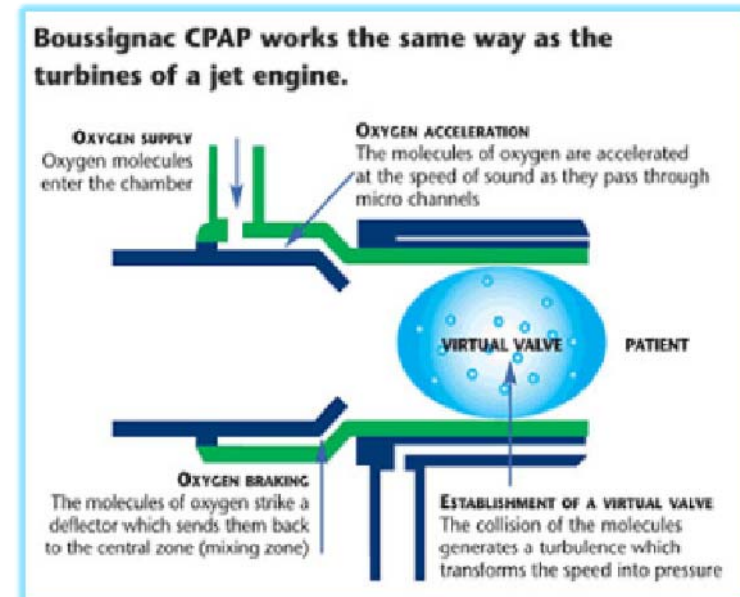 Boussignac CPAP works the same way as the
turbines of a jet engine.
OXYGEN SUPPLY
Oxygen molecules
enter the chamber
OXYGEN ACCELERATION
The molecules of oxygen are accelerated
at the speed of sound as they pass through
micro channels
VIRTUAL VALVE
PATIENT
OXYGEN BRAKING
The molecules of oxygen strike a
deflector which sends them back
to the central zone (mixing zone)
ESTABLISHMENT OF A VIRTUAL VALVE
The collision of the molecules
generates a turbulence which
transforms the speed into pressure